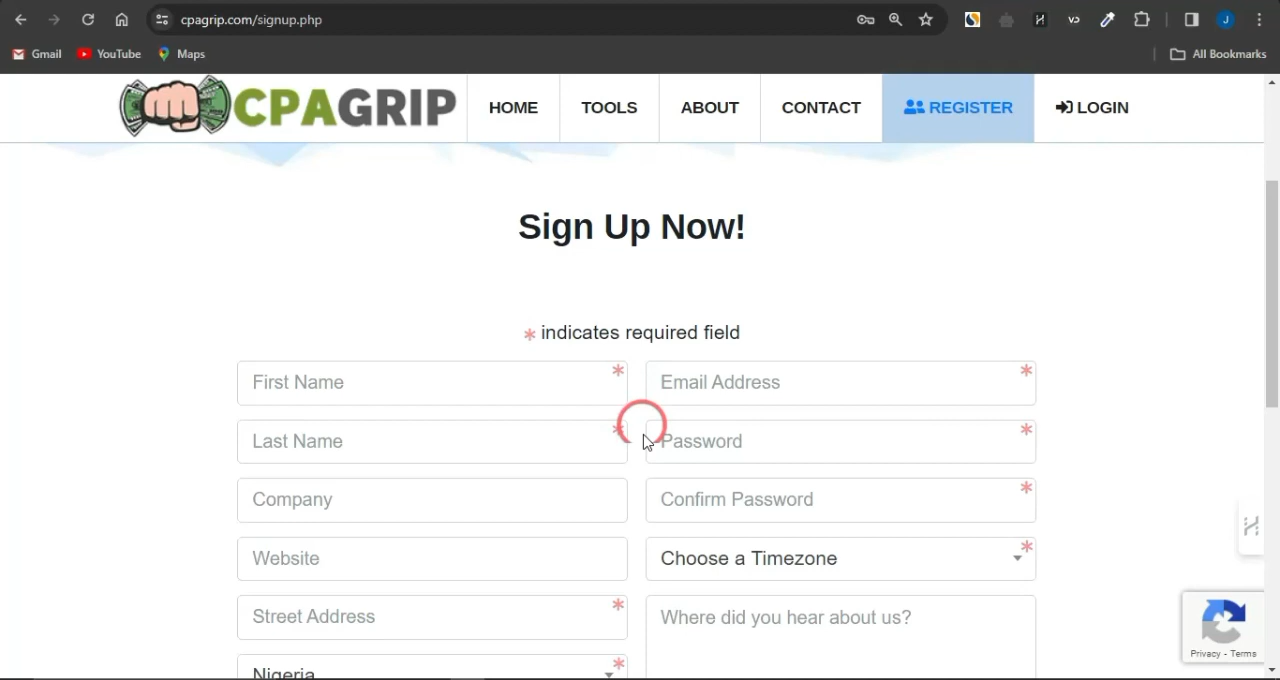 cpagrip.com/signup.php
Gmail YouTube Maps All Bookmarks
CPAGRIP HOME TOOLS ABOUT CONTACT REGISTER LOGIN
Sign Up Now!
* indicates required field
First Name * Email Address *
Last Name * Password *
Company Confirm Password *
Website Choose a Timezone *
Street Address * Where did you hear about us?
Nigeria *
Privacy - Terms